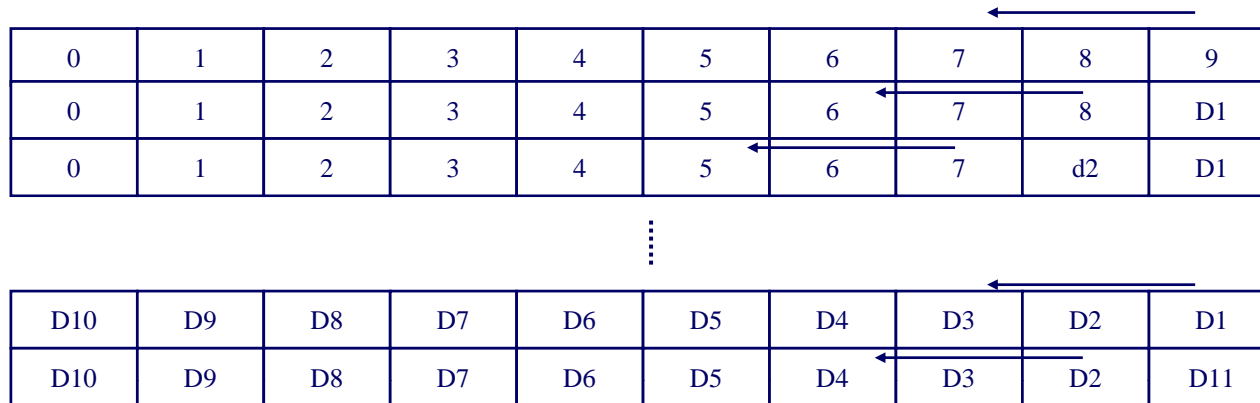 0 1 2 3 4 5 6 7 8 9
0 1 2 3 4 5 6 7 8 D1
0 1 2 3 4 5 6 7 d2 D1
D10 D9 D8 D7 D6 D5 D4 D3 D2 D1
D10 D9 D8 D7 D6 D5 D4 D3 D2 D11